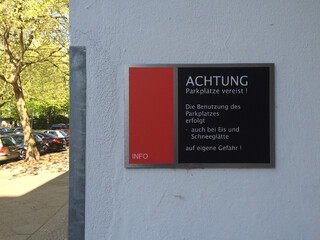 ACHTUNG
Parkplätze vereist !
Die Benutzung des
Parkplatzes
erfolgt
- auch bei Eis und
Schneeglätte
auf eigene Gefahr !
INFO